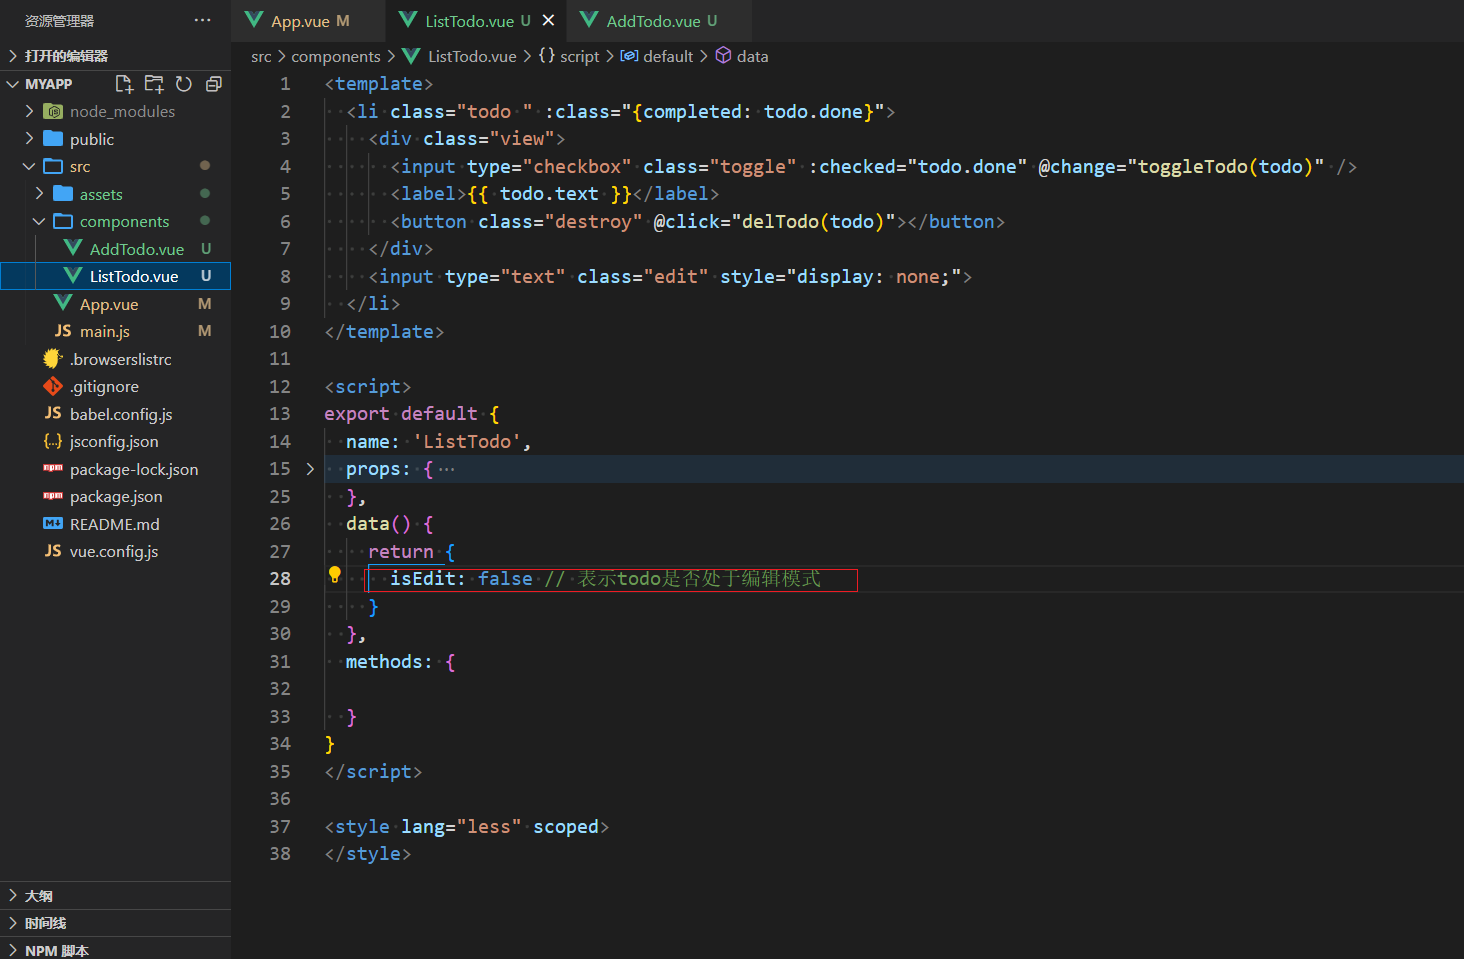 资源管理器 ···
打开的编辑器
MYAPP
node_modules
public
src
assets
components
AddTodo.vue U
ListTodo.vue U
App.vue M
JS main.js M
.browserslistrc
.gitignore
JS babel.config.js
{..} jsconfig.json
npm package-lock.json
npm package.json
M↓ README.md
JS vue.config.js
大纲
时间线
NPM 脚本
App.vue M ListTodo.vue U × AddTodo.vue U
src > components > ListTodo.vue > {} script > default > data
1 <template>
2 <li class="todo " :class="{completed: todo.done}">
3 <div class="view">
4 <input type="checkbox" class="toggle" :checked="todo.done" @change="toggleTodo(todo)" />
5 <label>{{ todo.text }}</label>
6 <button class="destroy" @click="delTodo(todo)"></button>
7 </div>
8 <input type="text" class="edit" style="display: none;">
9 </li>
10 </template>
11
12 <script>
13 export default {
14 name: 'ListTodo',
15 props: { ···
25 },
26 data() {
27 return {
28 isEdit: false // 表示todo是否处于编辑模式
29 }
30 },
31 methods: {
32
33 }
34 }
35 </script>
36
37 <style lang="less" scoped>
38 </style>